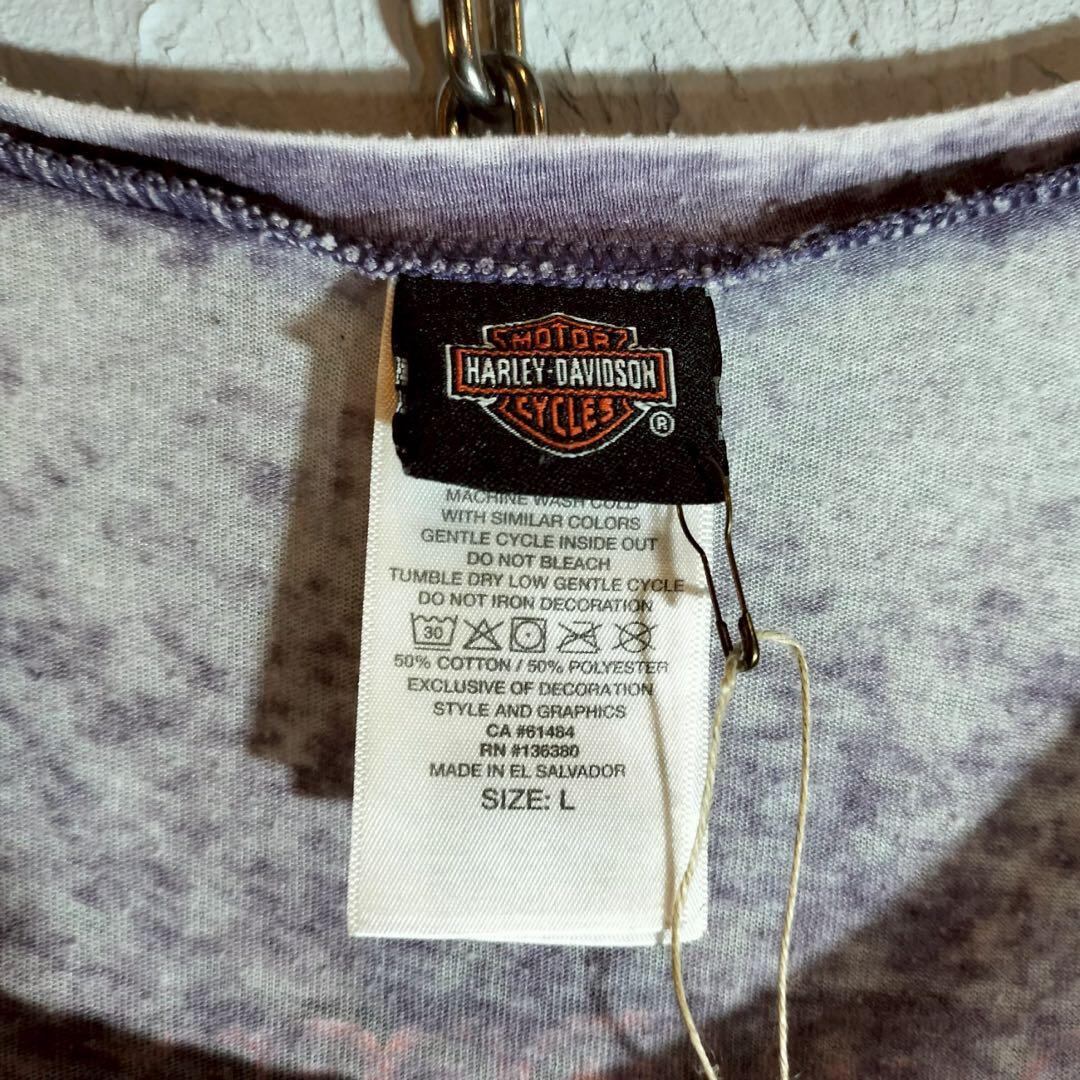 MOTOR
HARLEY-DAVIDSON
CYCLES
®
MACHINE WASH COLD
WITH SIMILAR COLORS
GENTLE CYCLE INSIDE OUT
DO NOT BLEACH
TUMBLE DRY LOW GENTLE CYCLE
DO NOT IRON DECORATION
30
50% COTTON / 50% POLYESTER
EXCLUSIVE OF DECORATION
STYLE AND GRAPHICS
CA #61484
RN #136380
MADE IN EL SALVADOR
SIZE: L